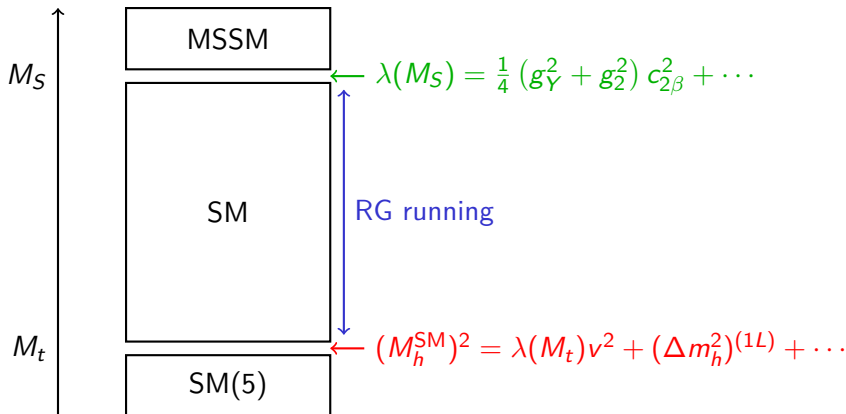 MSSM
M_S ← λ(M_S) = 1/4 (g_Y^2 + g_2^2) c_{2β}^2 + ⋯
SM
RG running
M_t ← (M_h^{SM})^2 = λ(M_t)v^2 + (Δm_h^2)^{(1L)} + ⋯
SM(5)